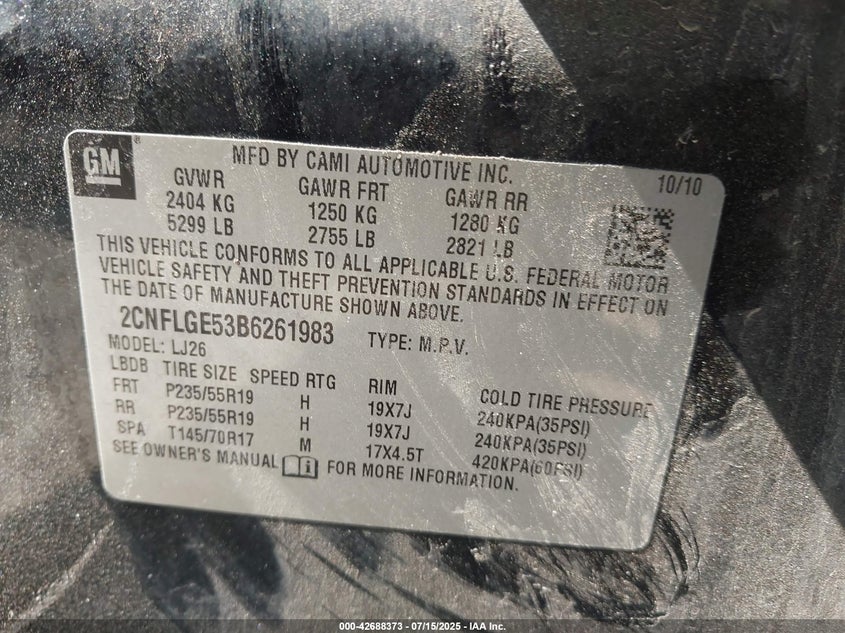 GM
MFD BY CAMI AUTOMOTIVE INC. 10/10
GVWR GAWR FRT GAWR RR
2404 KG 1250 KG 1280 KG
5299 LB 2755 LB 2821 LB
THIS VEHICLE CONFORMS TO ALL APPLICABLE U.S. FEDERAL MOTOR
VEHICLE SAFETY AND THEFT PREVENTION STANDARDS IN EFFECT ON
THE DATE OF MANUFACTURE SHOWN ABOVE.
2CNFLGE53B6261983 TYPE: M.P.V.
MODEL: LJ26
LBDB TIRE SIZE SPEED RTG RIM COLD TIRE PRESSURE
FRT P235/55R19 H 19X7J 240KPA(35PSI)
RR P235/55R19 H 19X7J 240KPA(35PSI)
SPA T145/70R17 M 17X4.5T 420KPA(60PSI)
SEE OWNER'S MANUAL FOR MORE INFORMATION.
000-42688373 - 07/15/2025 - IAA Inc.